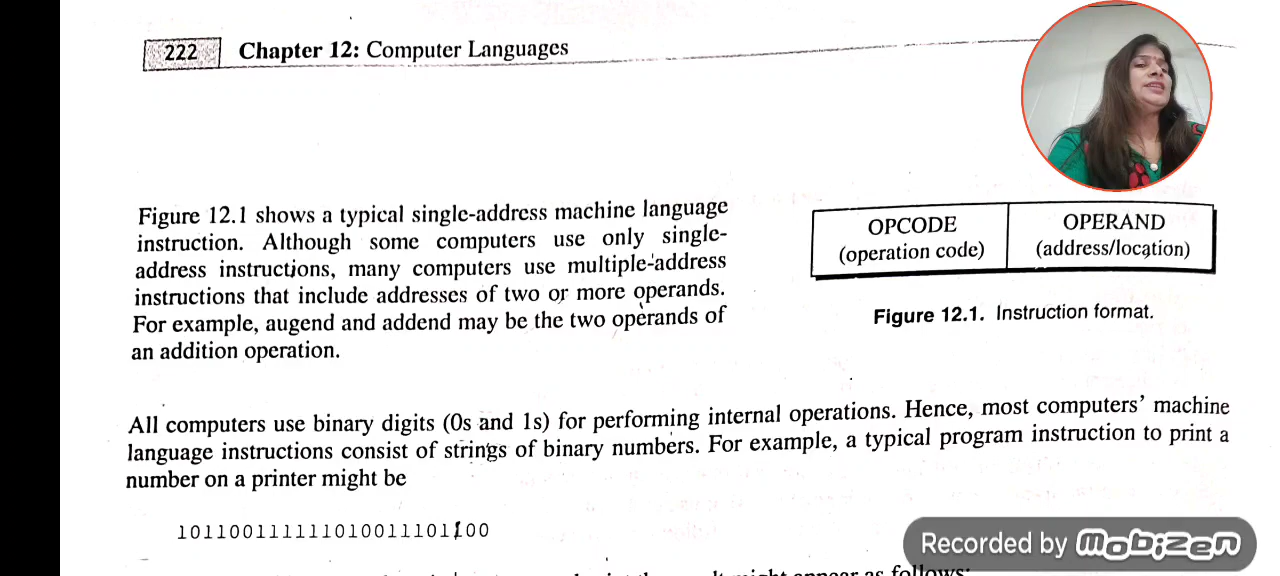 222 Chapter 12: Computer Languages
Figure 12.1 shows a typical single-address machine language
instruction. Although some computers use only single-
address instructions, many computers use multiple-address
instructions that include addresses of two or more operands.
For example, augend and addend may be the two operands of
an addition operation.
OPCODE
(operation code)
OPERAND
(address/location)
Figure 12.1. Instruction format.
All computers use binary digits (0s and 1s) for performing internal operations. Hence, most computers’ machine
language instructions consist of strings of binary numbers. For example, a typical program instruction to print a
number on a printer might be
101100111111010011101100
follows:
Recorded by Mobizen